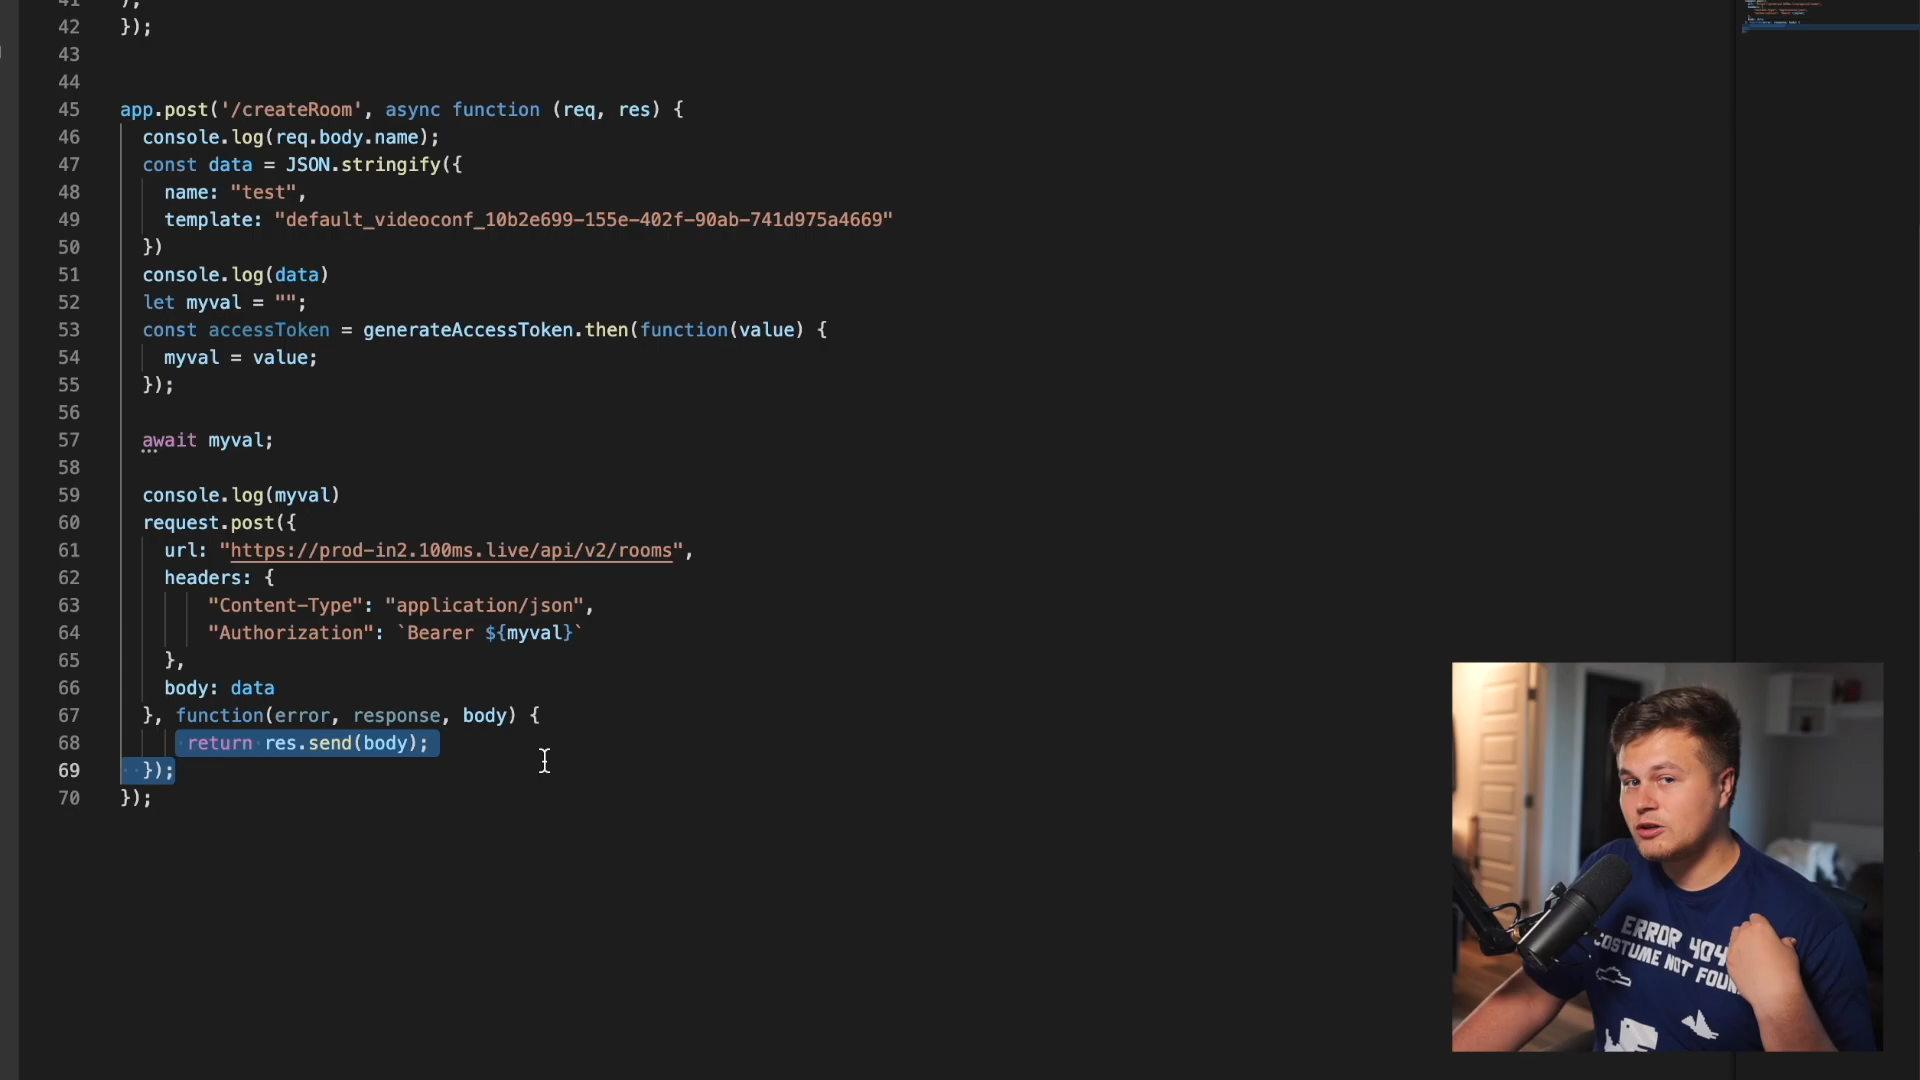 41 );
42 });
43
44
45 app.post('/createRoom', async function (req, res) {
46 console.log(req.body.name);
47 const data = JSON.stringify({
48 name: "test",
49 template: "default_videoconf_10b2e699-155e-402f-90ab-741d975a4669"
50 })
51 console.log(data)
52 let myval = "";
53 const accessToken = generateAccessToken.then(function(value) {
54 myval = value;
55 });
56
57 await myval;
58
59 console.log(myval)
60 request.post({
61 url: "https://prod-in2.100ms.live/api/v2/rooms",
62 headers: {
63 "Content-Type": "application/json",
64 "Authorization": `Bearer ${myval}`
65 },
66 body: data
67 }, function(error, response, body) {
68 return res.send(body);
69 });
70 });
ERROR 404
COSTUME NOT FOUN